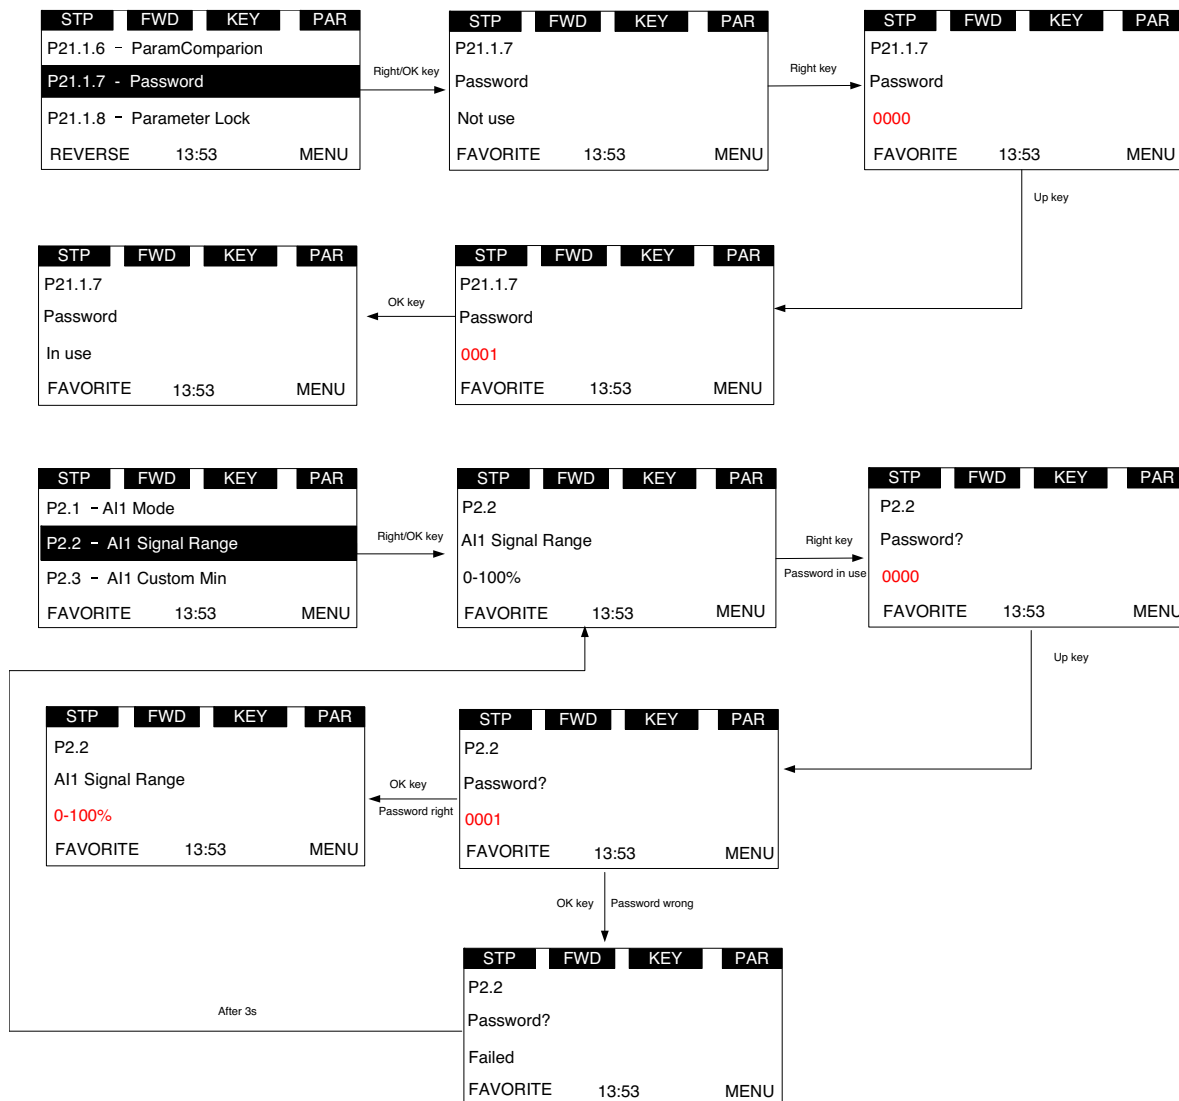 STP FWD KEY PAR
P21.1.6 - ParamComparion
P21.1.7 - Password
P21.1.8 - Parameter Lock
REVERSE 13:53 MENU
Right/OK key
STP FWD KEY PAR
P21.1.7
Password
Not use
FAVORITE 13:53 MENU
Right key
STP FWD KEY PAR
P21.1.7
Password
0000
FAVORITE 13:53 MENU
Up key
STP FWD KEY PAR
P21.1.7
Password
0001
FAVORITE 13:53 MENU
OK key
STP FWD KEY PAR
P21.1.7
Password
In use
FAVORITE 13:53 MENU
STP FWD KEY PAR
P2.1 - AI1 Mode
P2.2 - AI1 Signal Range
P2.3 - AI1 Custom Min
FAVORITE 13:53 MENU
Right/OK key
STP FWD KEY PAR
P2.2
AI1 Signal Range
0-100%
FAVORITE 13:53 MENU
Right key
Password in use
STP FWD KEY PAR
P2.2
Password?
0000
FAVORITE 13:53 MENU
Up key
STP FWD KEY PAR
P2.2
Password?
0001
FAVORITE 13:53 MENU
OK key
Password right
STP FWD KEY PAR
P2.2
AI1 Signal Range
0-100%
FAVORITE 13:53 MENU
OK key Password wrong
STP FWD KEY PAR
P2.2
Password?
Failed
FAVORITE 13:53 MENU
After 3s